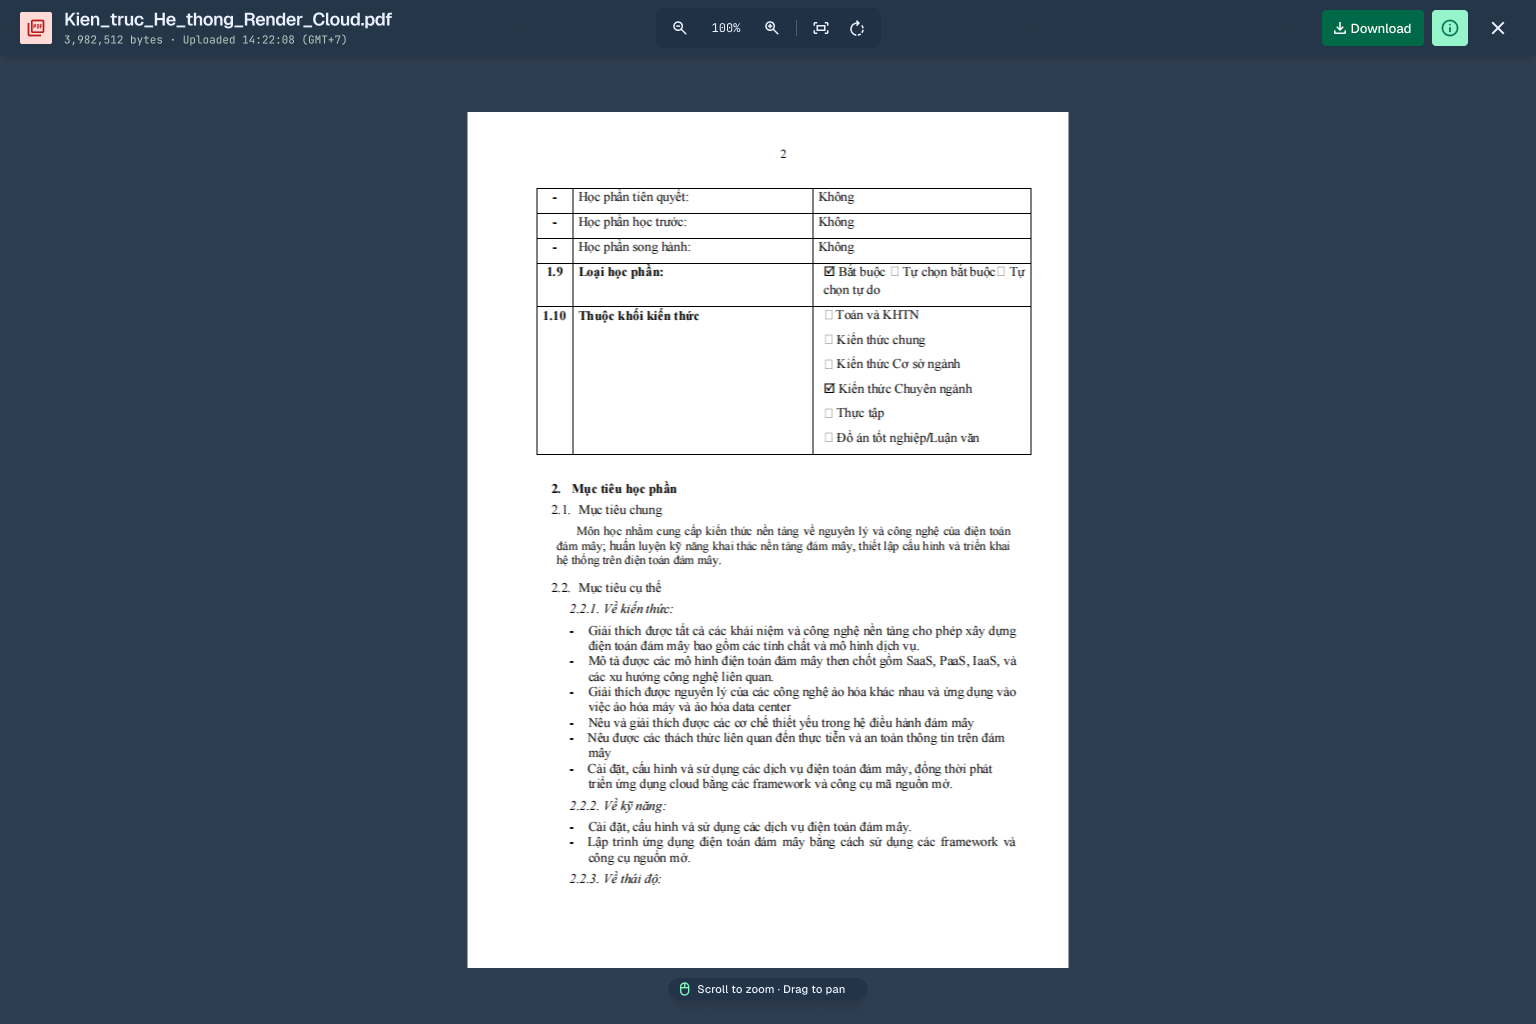 Kien_truc_He_thong_Render_Cloud.pdf
3,982,512 bytes · Uploaded 14:22:08 (GMT+7)
100%
Download
2
- Học phần tiên quyết: Không
- Học phần học trước: Không
- Học phần song hành: Không
1.9 Loại học phần: ☑ Bắt buộc ☐ Tự chọn bắt buộc☐ Tự
chọn tự do
1.10 Thuộc khối kiến thức ☐ Toán và KHTN
☐ Kiến thức chung
☐ Kiến thức Cơ sở ngành
☑ Kiến thức Chuyên ngành
☐ Thực tập
☐ Đồ án tốt nghiệp/Luận văn
2. Mục tiêu học phần
2.1. Mục tiêu chung
Môn học nhằm cung cấp kiến thức nền tảng về nguyên lý và công nghệ của điện toán
đám mây; huấn luyện kỹ năng khai thác nền tảng đám mây, thiết lập cấu hình và triển khai
hệ thống trên điện toán đám mây.
2.2. Mục tiêu cụ thể
2.2.1. Về kiến thức:
- Giải thích được tất cả các khái niệm và công nghệ nền tảng cho phép xây dựng
điện toán đám mây bao gồm các tính chất và mô hình dịch vụ.
- Mô tả được các mô hình điện toán đám mây then chốt gồm SaaS, PaaS, IaaS, và
các xu hướng công nghệ liên quan.
- Giải thích được nguyên lý của các công nghệ ảo hóa khác nhau và ứng dụng vào
việc ảo hóa máy và ảo hóa data center
- Nêu và giải thích được các cơ chế thiết yếu trong hệ điều hành đám mây
- Nêu được các thách thức liên quan đến thực tiễn và an toàn thông tin trên đám
mây
- Cài đặt, cấu hình và sử dụng các dịch vụ điện toán đám mây, đồng thời phát
triển ứng dụng cloud bằng các framework và công cụ mã nguồn mở.
2.2.2. Về kỹ năng:
- Cài đặt, cấu hình và sử dụng các dịch vụ điện toán đám mây.
- Lập trình ứng dụng điện toán đám mây bằng cách sử dụng các framework và
công cụ nguồn mở.
2.2.3. Về thái độ:
Scroll to zoom · Drag to pan